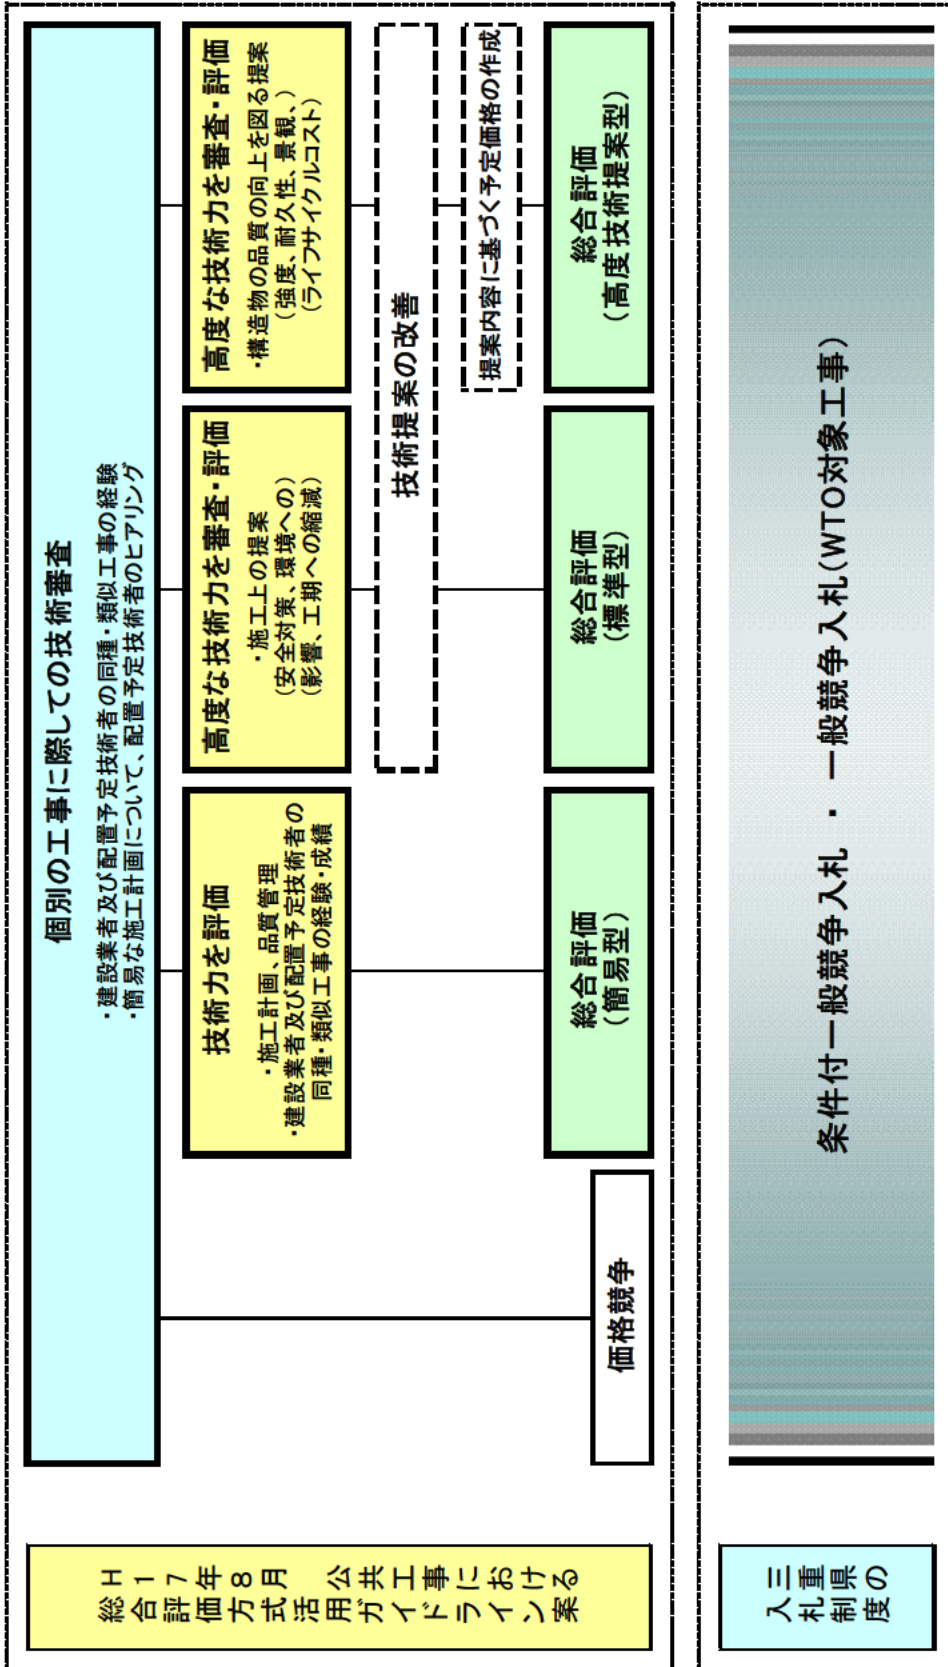 H17年8月　公共工事における
総合評価方式活用ガイドライン案
個別の工事に際しての技術審査
・建設業者及び配置予定技術者の同種・類似工事の経験
・簡易な施工計画について、配置予定技術者のヒアリング
技術力を評価
・施工計画、品質管理
・建設業者及び配置予定技術者の
同種・類似工事の経験・成績
高度な技術力を審査・評価
・施工上の提案
(安全対策、環境への)
(影響、工期への縮減)
高度な技術力を審査・評価
・構造物の品質の向上を図る提案
(強度、耐久性、景観、)
(ライフサイクルコスト)
技術提案の改善
提案内容に基づく予定価格の作成
価格競争
総合評価
(簡易型)
総合評価
(標準型)
総合評価
(高度技術提案型)
三重県の
入札制度
条件付一般競争入札 ・ 一般競争入札(WTO対象工事)